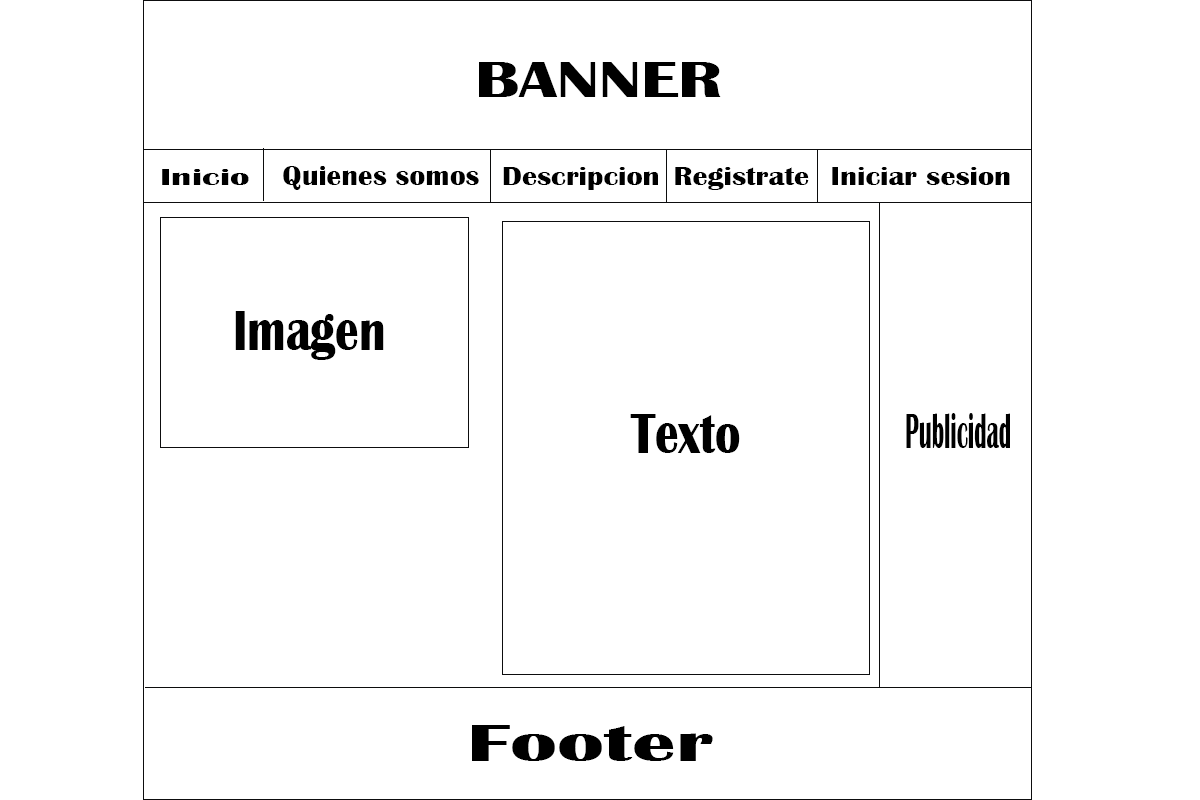 BANNER
Inicio Quienes somos Descripcion Registrate Iniciar sesion
Imagen
Texto
Publicidad
Footer